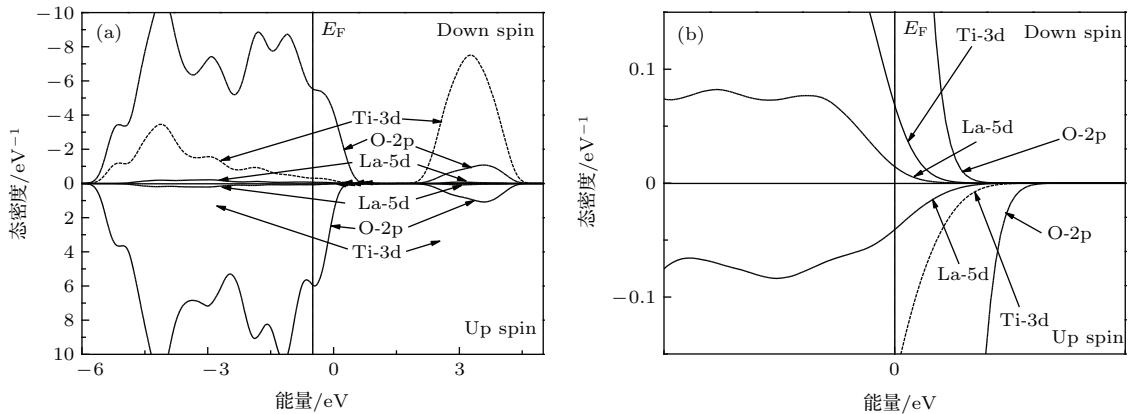 (a)
E_F
Down spin
Ti-3d
O-2p
La-5d
La-5d
O-2p
Ti-3d
Up spin
−10
−8
−6
−4
−2
0
2
4
6
8
10
态密度/eV⁻¹
−6
−3
0
3
能量/eV
(b)
E_F
Down spin
Ti-3d
La-5d
O-2p
O-2p
La-5d
Ti-3d
Up spin
0.1
0
−0.1
态密度/eV⁻¹
0
能量/eV